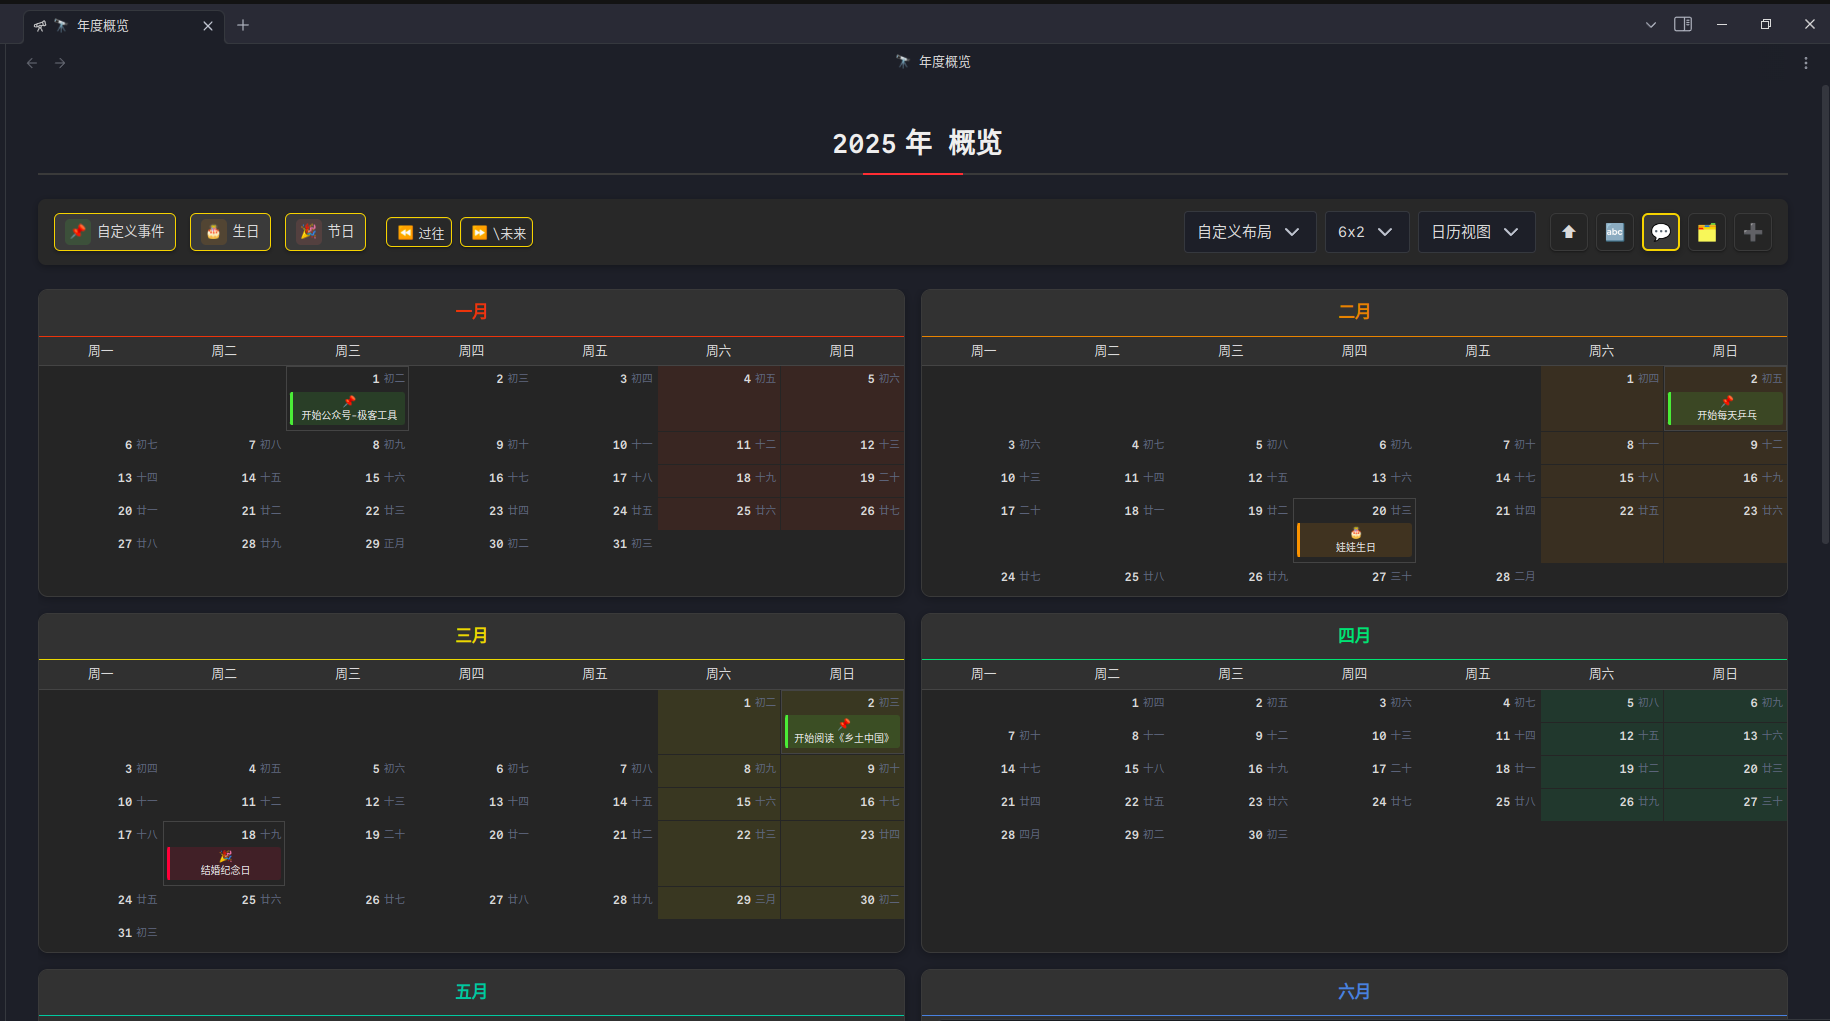 年度概览
年度概览
2025 年 概览
自定义事件 生日 节日 过往 \未来 自定义布局 6x2 日历视图 abc
一月
周一 周二 周三 周四 周五 周六 周日
1 初二 2 初三 3 初四 4 初五 5 初六
开始公众号-极客工具
6 初七 7 初八 8 初九 9 初十 10 十一 11 十二 12 十三
13 十四 14 十五 15 十六 16 十七 17 十八 18 十九 19 二十
20 廿一 21 廿二 22 廿三 23 廿四 24 廿五 25 廿六 26 廿七
27 廿八 28 廿九 29 正月 30 初二 31 初三
二月
周一 周二 周三 周四 周五 周六 周日
1 初四 2 初五
开始每天乒乓
3 初六 4 初七 5 初八 6 初九 7 初十 8 十一 9 十二
10 十三 11 十四 12 十五 13 十六 14 十七 15 十八 16 十九
17 二十 18 廿一 19 廿二 20 廿三 21 廿四 22 廿五 23 廿六
娃娃生日
24 廿七 25 廿八 26 廿九 27 三十 28 二月
三月
周一 周二 周三 周四 周五 周六 周日
1 初二 2 初三
开始阅读《乡土中国》
3 初四 4 初五 5 初六 6 初七 7 初八 8 初九 9 初十
10 十一 11 十二 12 十三 13 十四 14 十五 15 十六 16 十七
17 十八 18 十九 19 二十 20 廿一 21 廿二 22 廿三 23 廿四
结婚纪念日
24 廿五 25 廿六 26 廿七 27 廿八 28 廿九 29 三月 30 初二
31 初三
四月
周一 周二 周三 周四 周五 周六 周日
1 初四 2 初五 3 初六 4 初七 5 初八 6 初九
7 初十 8 十一 9 十二 10 十三 11 十四 12 十五 13 十六
14 十七 15 十八 16 十九 17 二十 18 廿一 19 廿二 20 廿三
21 廿四 22 廿五 23 廿六 24 廿七 25 廿八 26 廿九 27 三十
28 四月 29 初二 30 初三
五月
六月